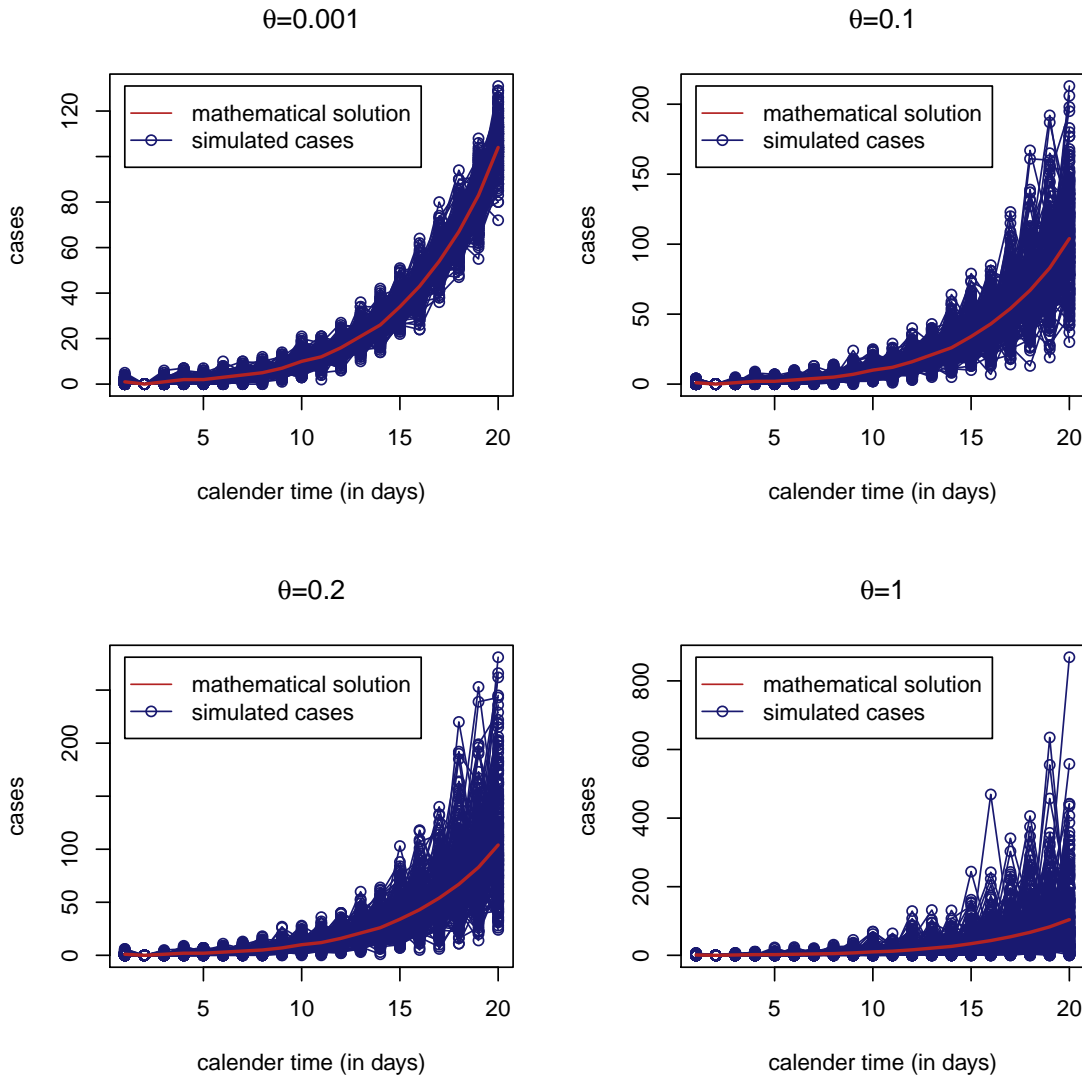 θ=0.001
mathematical solution
simulated cases
cases
0
20
40
60
80
120
5
10
15
20
calender time (in days)
θ=0.1
mathematical solution
simulated cases
cases
0
50
100
150
200
5
10
15
20
calender time (in days)
θ=0.2
mathematical solution
simulated cases
cases
0
50
100
200
5
10
15
20
calender time (in days)
θ=1
mathematical solution
simulated cases
cases
0
200
400
600
800
5
10
15
20
calender time (in days)